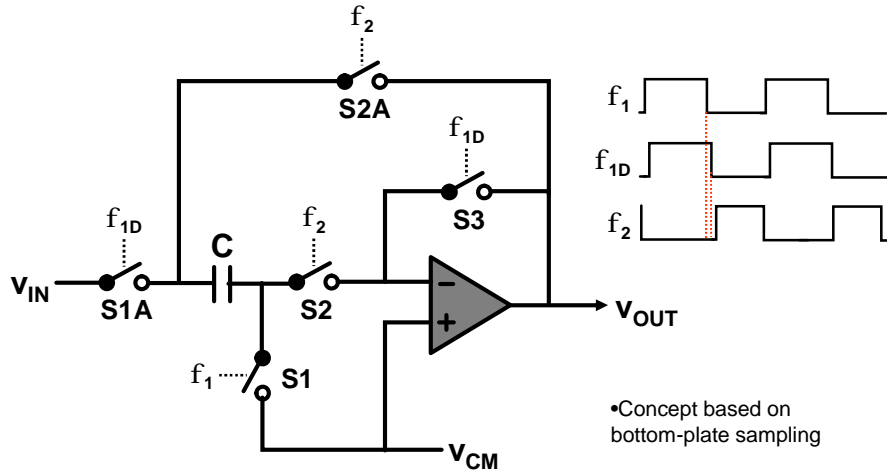 f2
S2A
f1D
S3
f1D
C
f2
vIN
S1A
S2
−
+
vOUT
f1
S1
vCM
f1
f1D
f2
•Concept based on
bottom-plate sampling